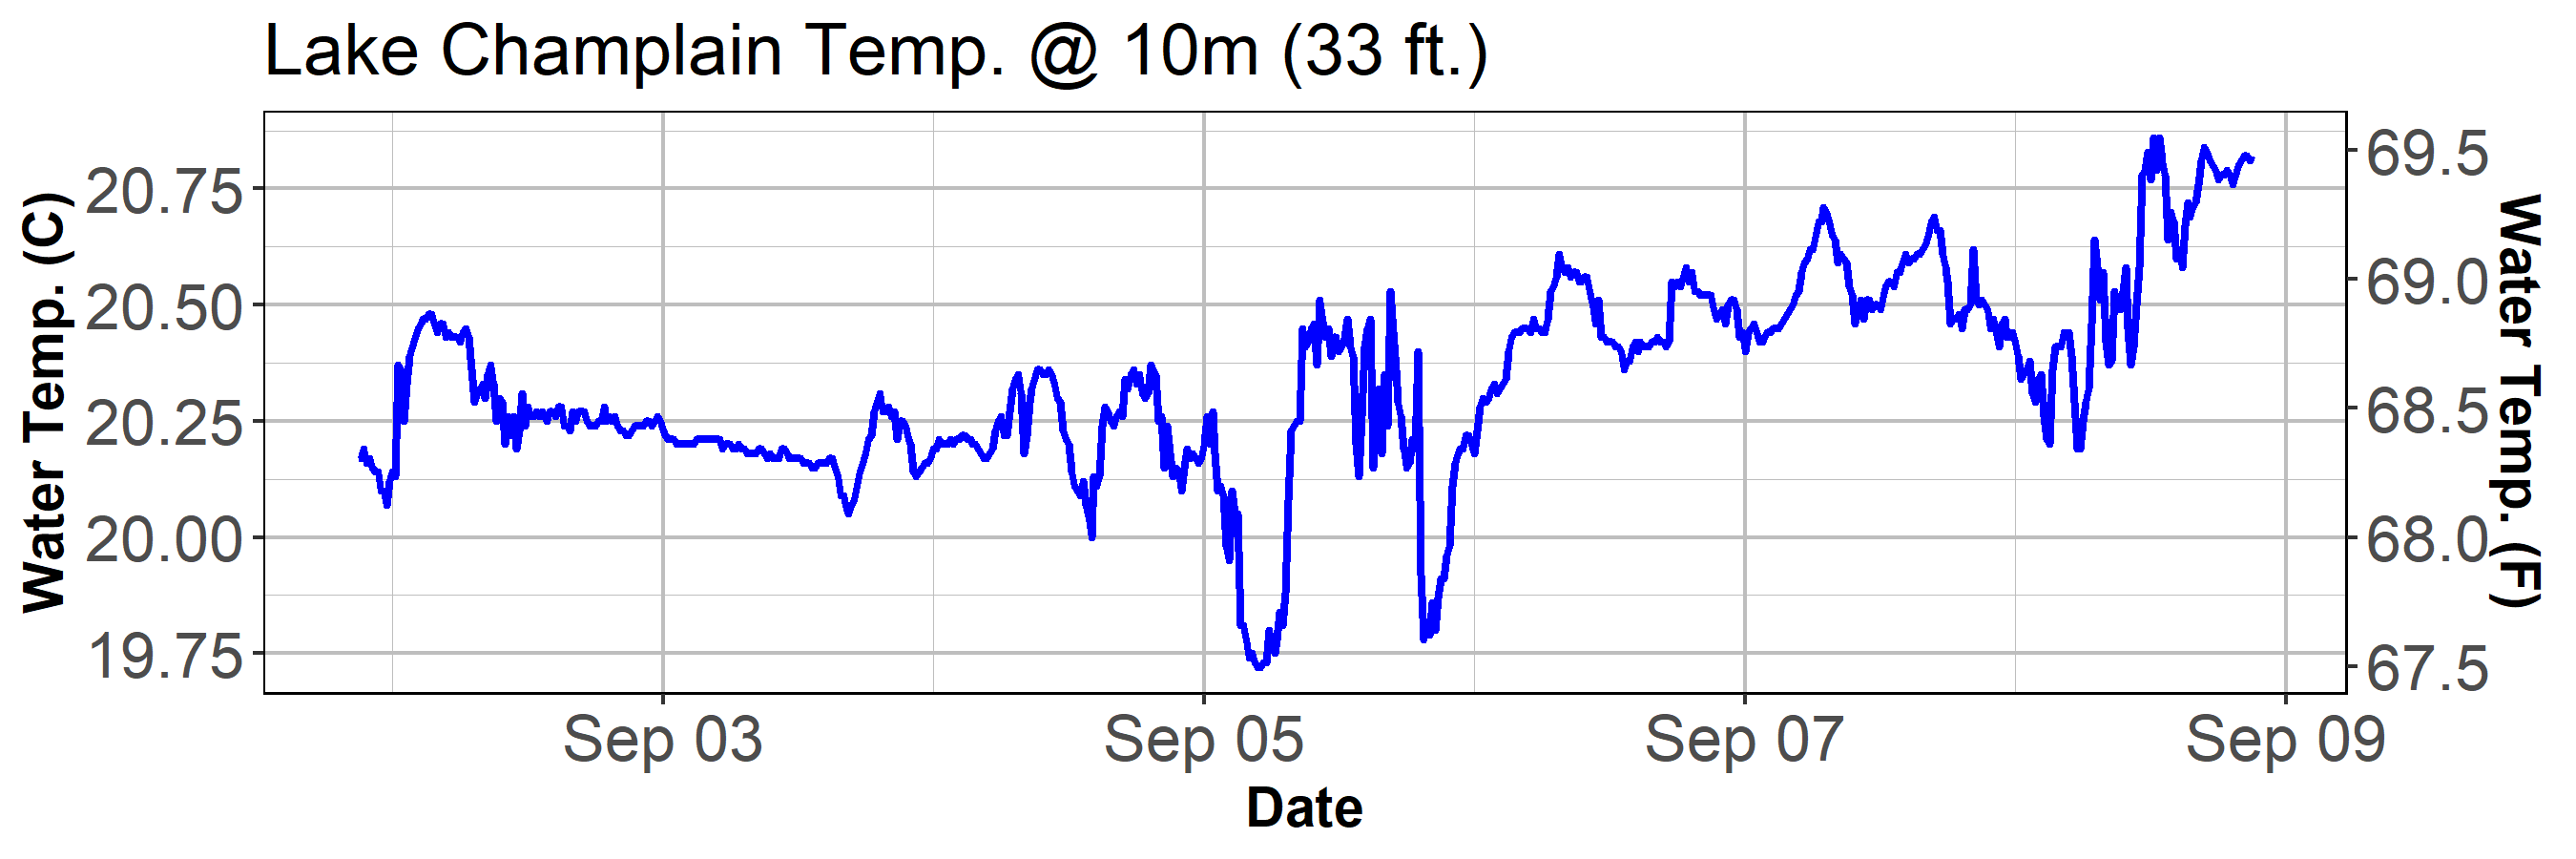 Lake Champlain Temp. @ 10m (33 ft.)
Water Temp. (C)
20.75
20.50
20.25
20.00
19.75
69.5
69.0
68.5
68.0
67.5
Water Temp. (F)
Sep 03
Sep 05
Sep 07
Sep 09
Date